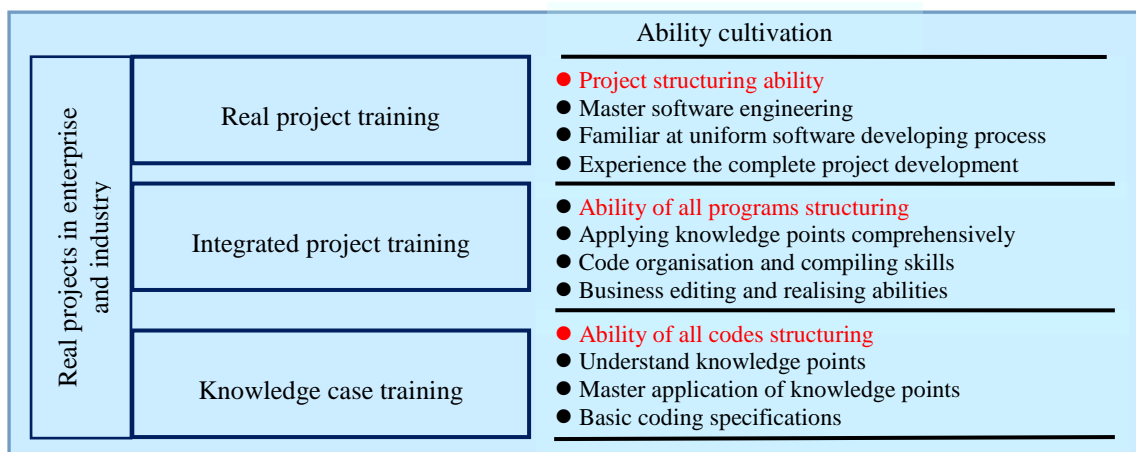 Ability cultivation
Real projects in enterprise
and industry
Real project training
● Project structuring ability
● Master software engineering
● Familiar at uniform software developing process
● Experience the complete project development
Integrated project training
● Ability of all programs structuring
● Applying knowledge points comprehensively
● Code organisation and compiling skills
● Business editing and realising abilities
Knowledge case training
● Ability of all codes structuring
● Understand knowledge points
● Master application of knowledge points
● Basic coding specifications